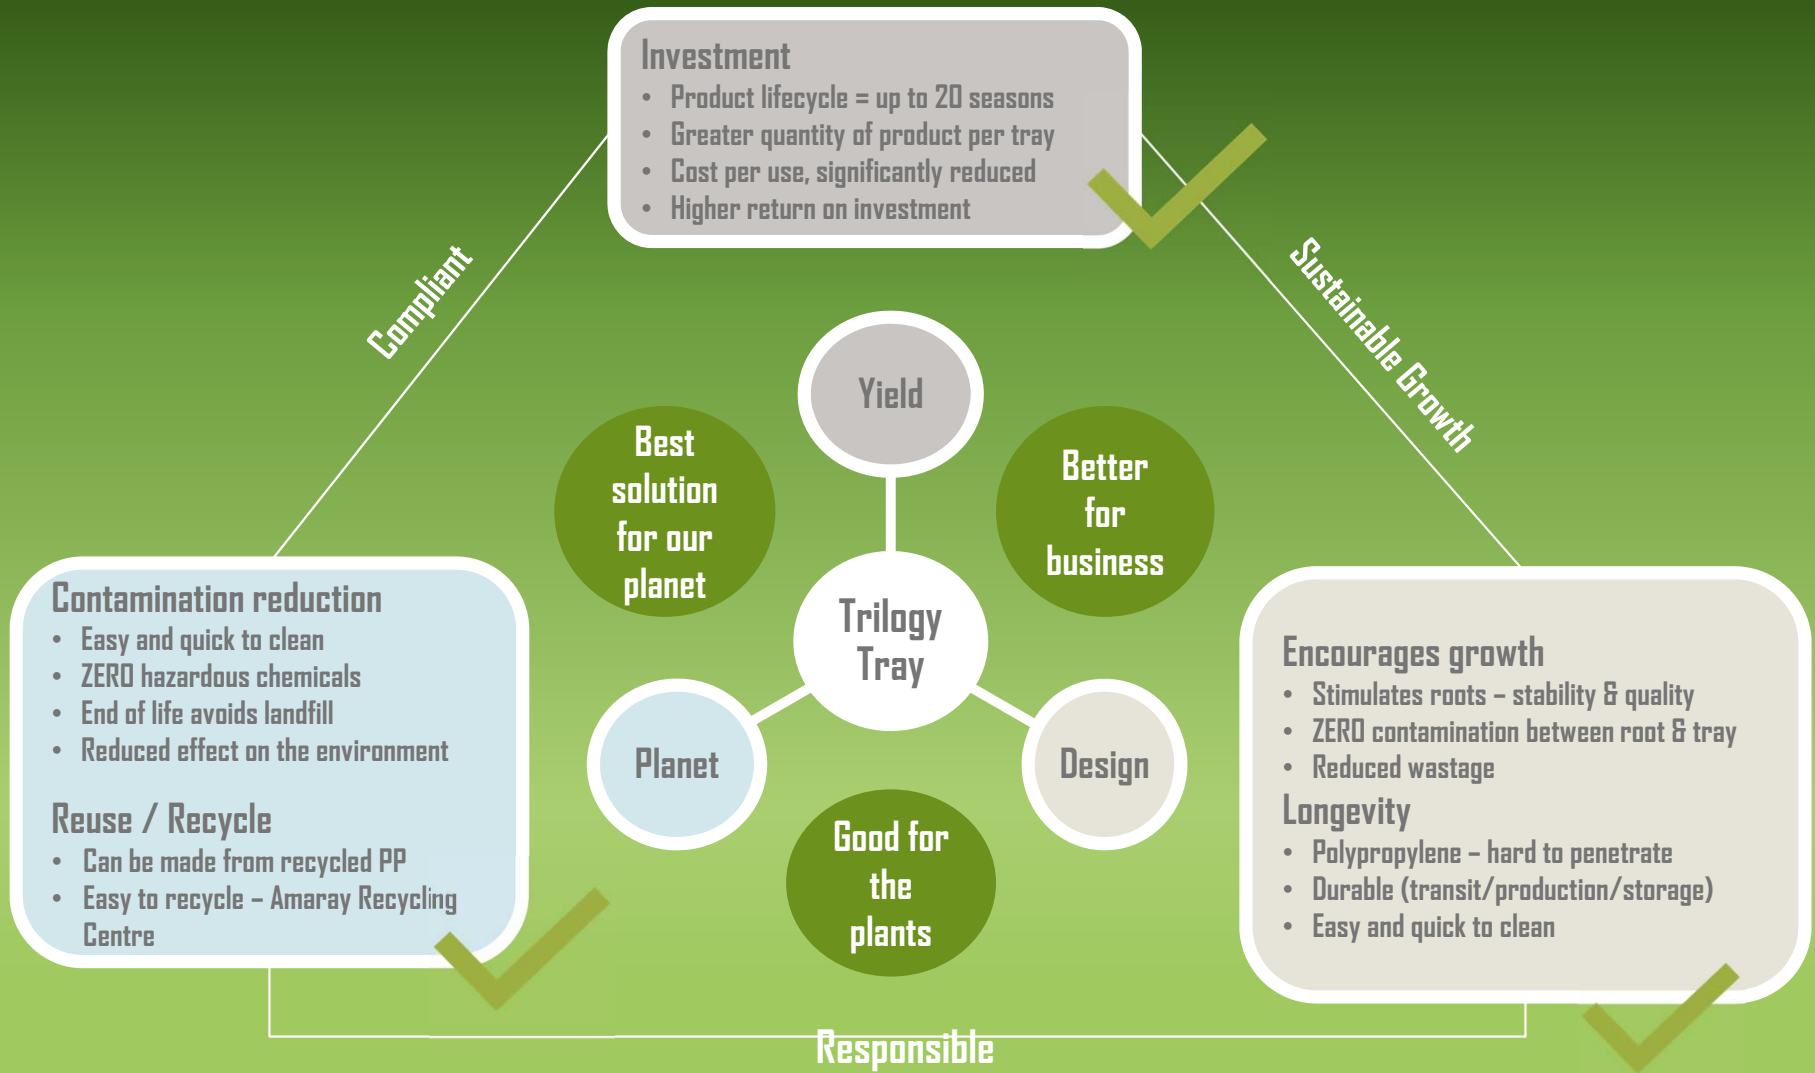 Investment
• Product lifecycle = up to 20 seasons
• Greater quantity of product per tray
• Cost per use, significantly reduced
• Higher return on investment
Compliant
Sustainable Growth
Yield
Best
solution
for our
planet
Better
for
business
Trilogy
Tray
Planet
Design
Good for
the
plants
Contamination reduction
• Easy and quick to clean
• ZERO hazardous chemicals
• End of life avoids landfill
• Reduced effect on the environment
Reuse / Recycle
• Can be made from recycled PP
• Easy to recycle – Amaray Recycling
Centre
Encourages growth
• Stimulates roots – stability & quality
• ZERO contamination between root & tray
• Reduced wastage
Longevity
• Polypropylene – hard to penetrate
• Durable (transit/production/storage)
• Easy and quick to clean
Responsible